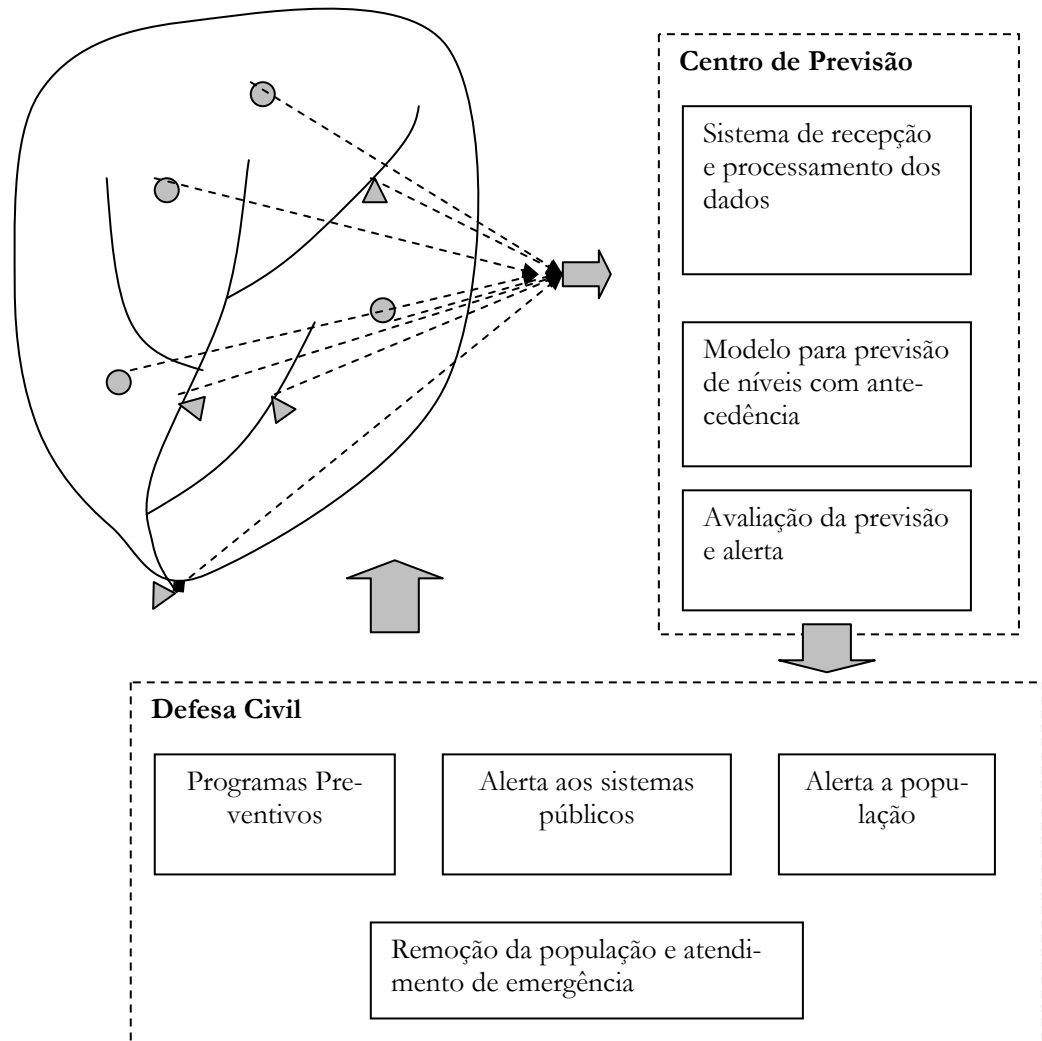 Centro de Previsão
Sistema de recepção
e processamento dos
dados
Modelo para previsão
de níveis com ante-
cedência
Avaliação da previsão
e alerta
Defesa Civil
Programas Pre-
ventivos
Alerta aos sistemas
públicos
Alerta a popu-
lação
Remoção da população e atendi-
mento de emergência